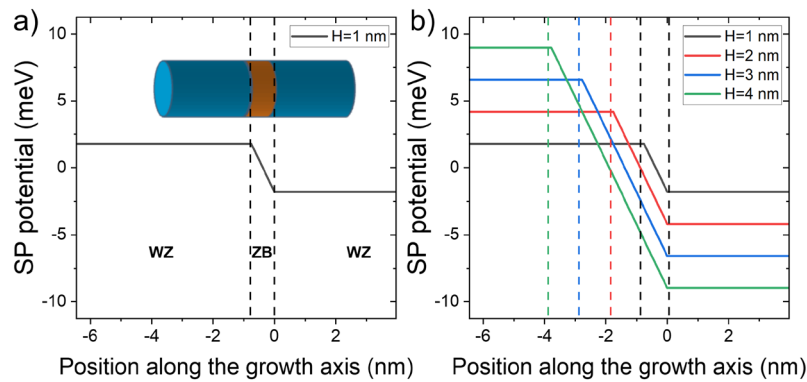 a)
H=1 nm
SP potential (meV)
10
5
0
-5
-10
WZ
ZB
WZ
-6
-4
-2
0
2
Position along the growth axis (nm)
b)
H=1 nm
H=2 nm
H=3 nm
H=4 nm
SP potential (meV)
10
5
0
-5
-10
-6
-4
-2
0
2
Position along the growth axis (nm)